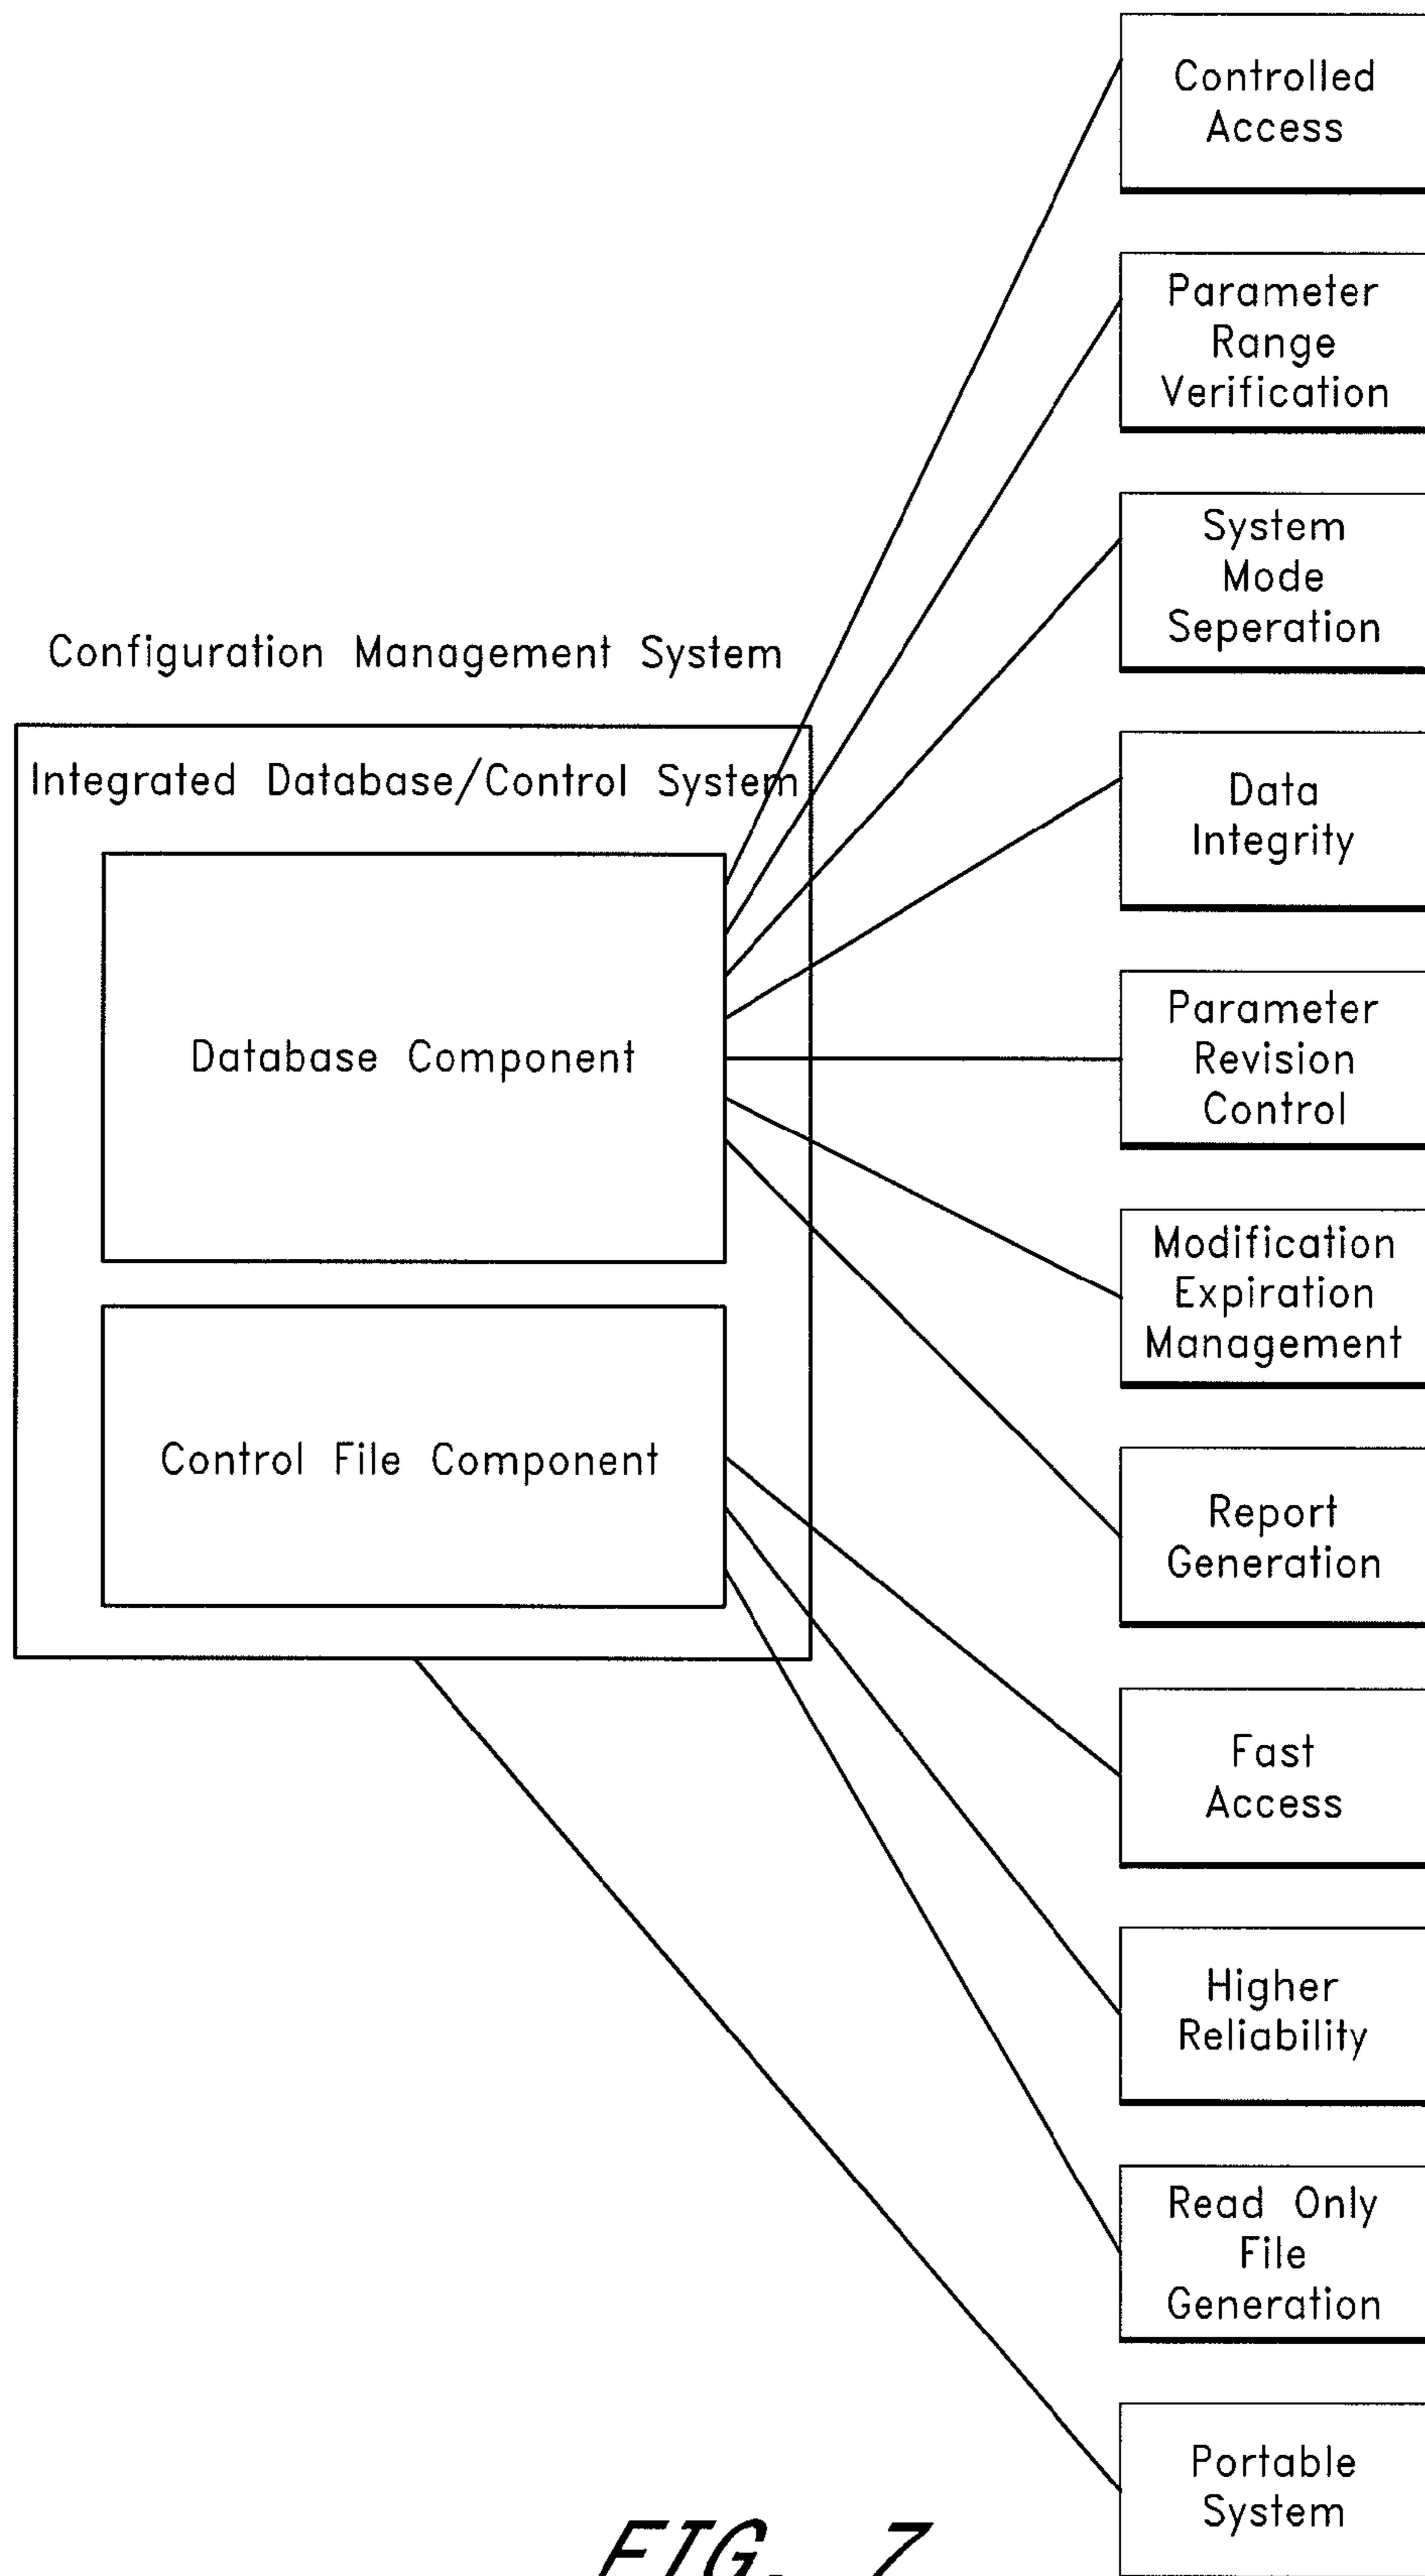 Controlled
Access
Parameter
Range
Verification
System
Mode
Seperation
Configuration Management System
Integrated Database/Control System
Data
Integrity
Database Component
Parameter
Revision
Control
Modification
Expiration
Management
Control File Component
Report
Generation
Fast
Access
Higher
Reliability
Read Only
File
Generation
Portable
System
FIG. 7